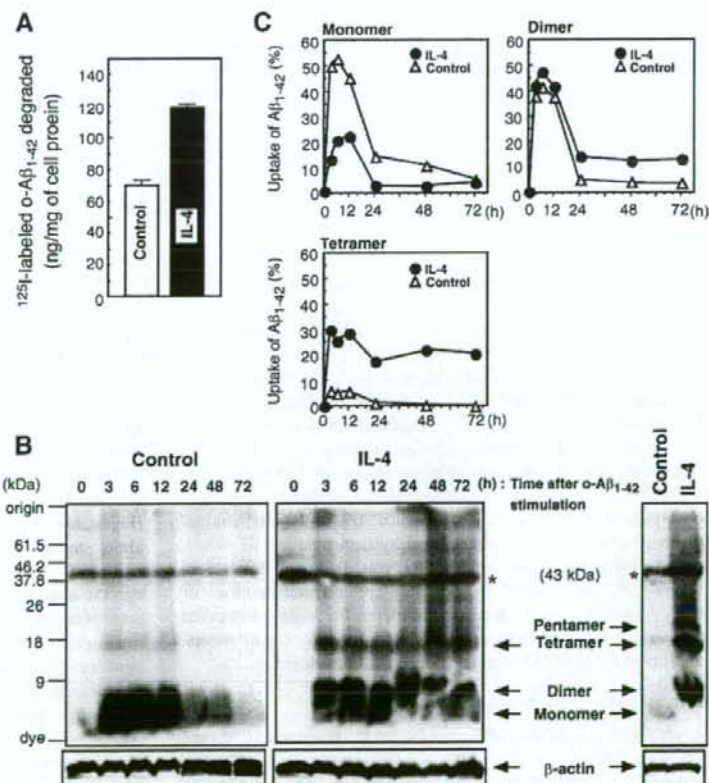 A
¹²⁵I-labeled o-Aβ₁₋₄₂ degraded
(ng/mg of cell proein)
140
120
100
80
60
40
20
0
Control
IL-4
C
Monomer
Uptake of Aβ₁₋₄₂ (%)
60
50
40
30
20
10
0
IL-4
Control
0 12 24 48 72 (h)
Dimer
60
50
40
30
20
10
0
IL-4
Control
0 12 24 48 72 (h)
Tetramer
Uptake of Aβ₁₋₄₂ (%)
60
50
40
30
20
10
0
IL-4
Control
0 12 24 48 72 (h)
B
Control
IL-4
(kDa)
0 3 6 12 24 48 72
0 3 6 12 24 48 72
(h) : Time after o-Aβ₁₋₄₂
stimulation
Control
IL-4
origin
61.5
46.2
37.8
26
18
9
dye
*
(43 kDa)
*
Pentamer
Tetramer
Dimer
Monomer
β-actin